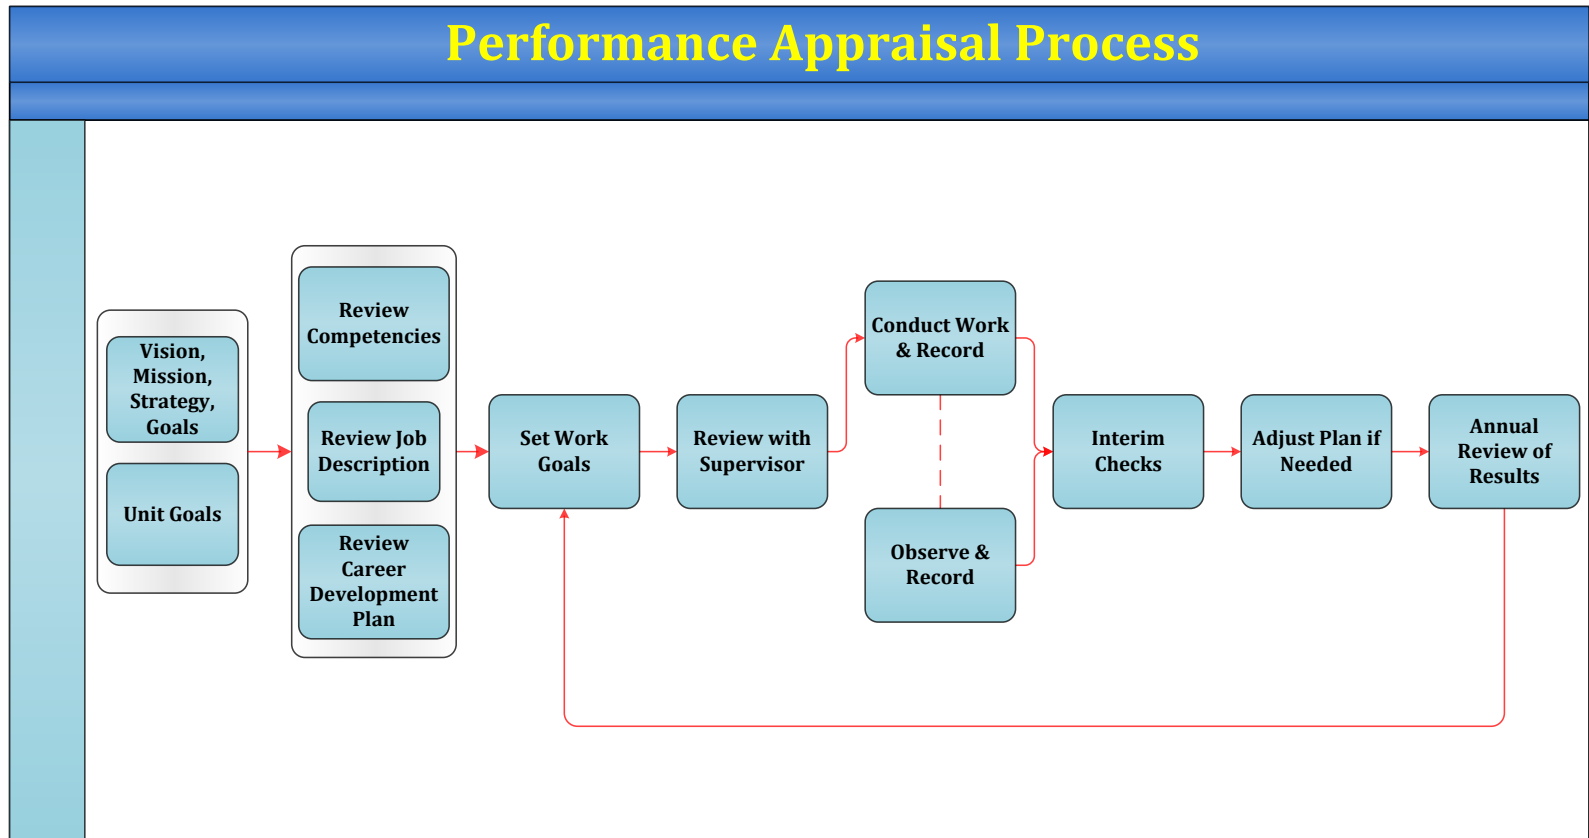 Performance Appraisal Process
Vision,
Mission,
Strategy,
Goals
Unit Goals
Review
Competencies
Review Job
Description
Review
Career
Development
Plan
Set Work
Goals
Review with
Supervisor
Conduct Work
& Record
Observe &
Record
Interim
Checks
Adjust Plan if
Needed
Annual
Review of
Results